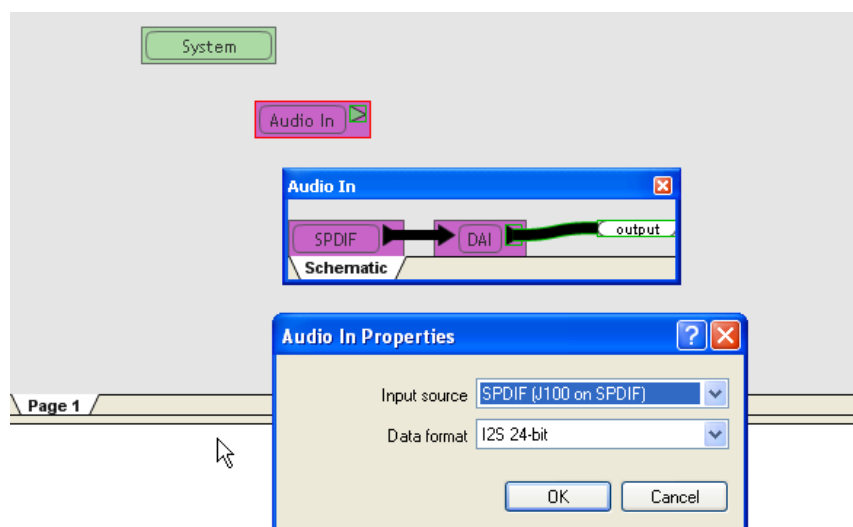 System
Audio In
Audio In
SPDIF DAI output
Schematic
Audio In Properties
Input source SPDIF (J100 on SPDIF)
Page 1
Data format I2S 24-bit
OK Cancel